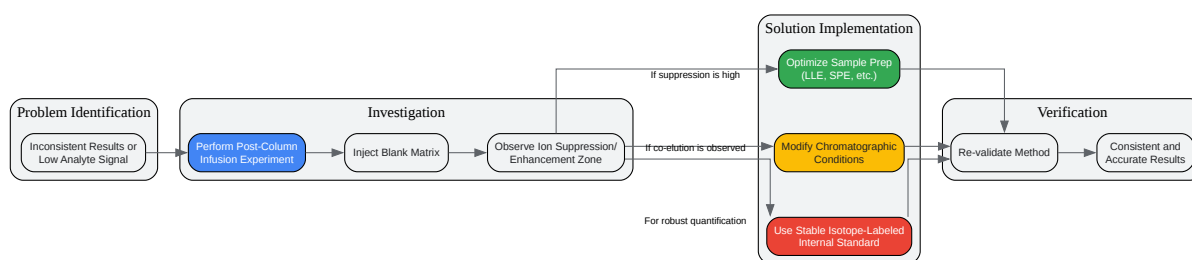 Problem Identification
Inconsistent Results or
Low Analyte Signal
Investigation
Perform Post-Column
Infusion Experiment
Inject Blank Matrix
Observe Ion Suppression/
Enhancement Zone
If suppression is high
If co-elution is observed
For robust quantification
Solution Implementation
Optimize Sample Prep
(LLE, SPE, etc.)
Modify Chromatographic
Conditions
Use Stable Isotope-Labeled
Internal Standard
Verification
Re-validate Method
Consistent and
Accurate Results